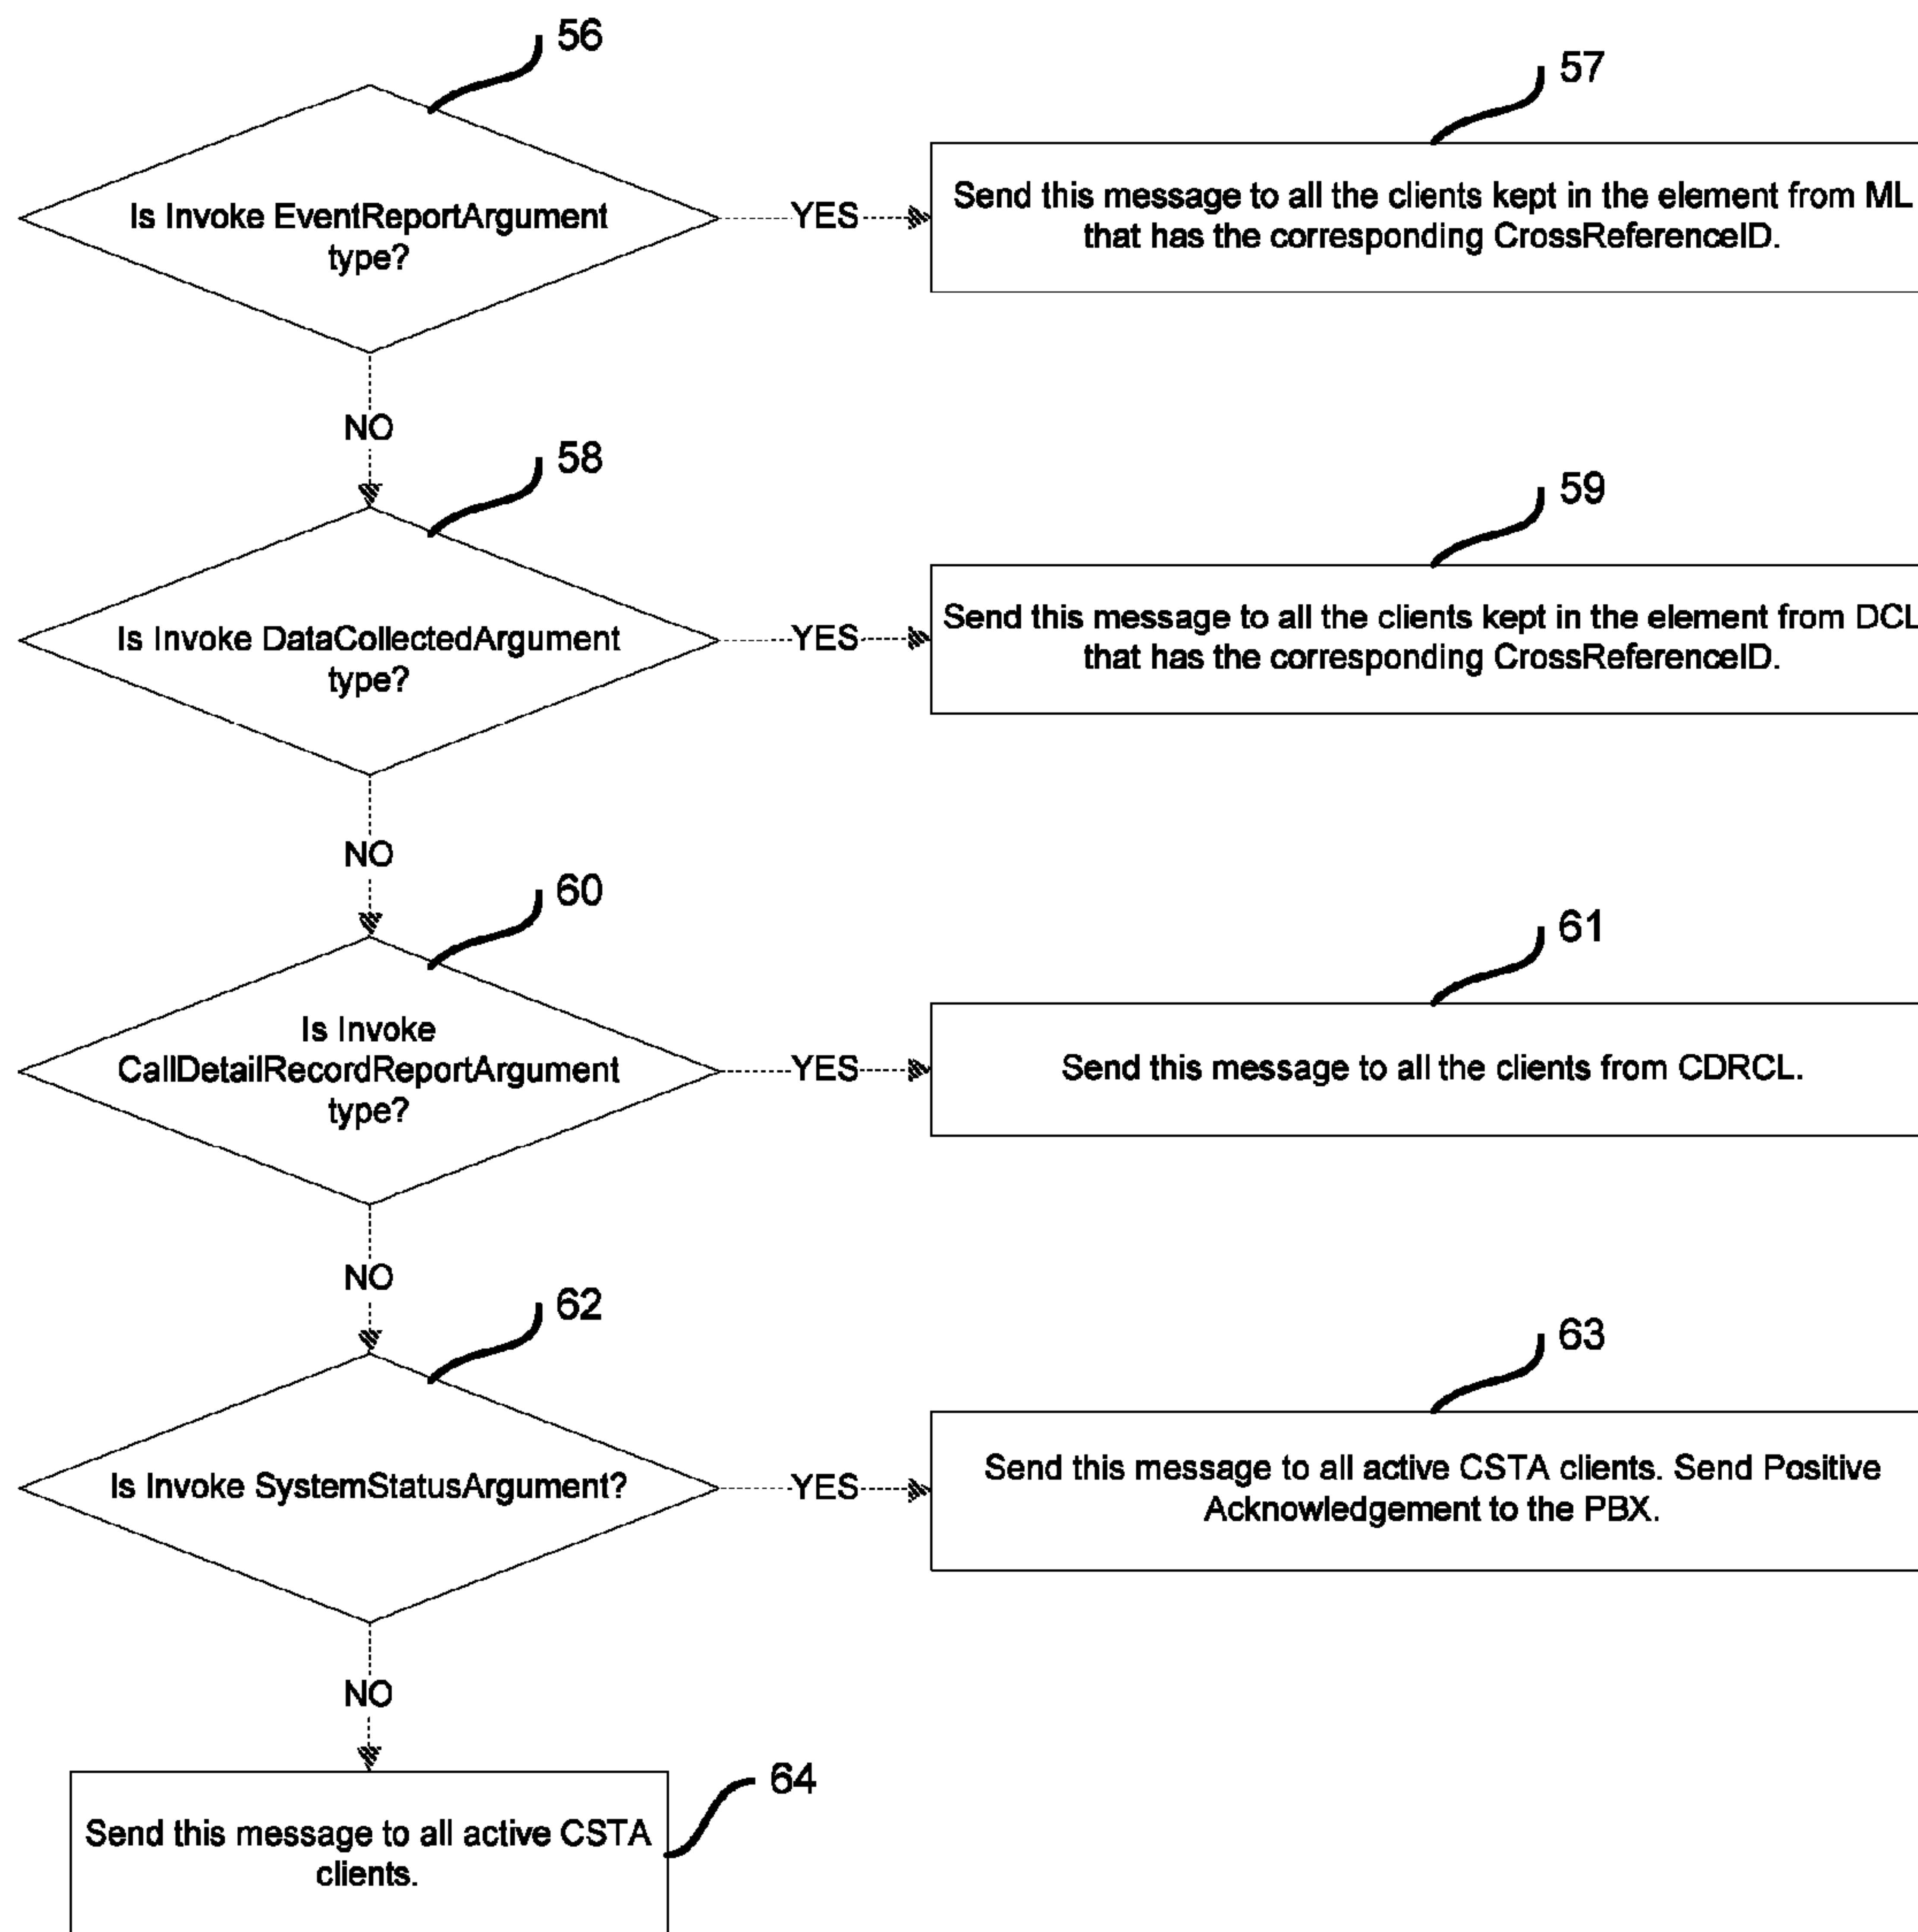 56
57
Is Invoke EventReportArgument
type?
YES
Send this message to all the clients kept in the element from ML
that has the corresponding CrossReferenceID.
NO
58
59
Is Invoke DataCollectedArgument
type?
YES
Send this message to all the clients kept in the element from DCL
that has the corresponding CrossReferenceID.
NO
60
61
Is Invoke
CallDetailRecordReportArgument
type?
YES
Send this message to all the clients from CDRCL.
NO
62
63
Is Invoke SystemStatusArgument?
YES
Send this message to all active CSTA clients. Send Positive
Acknowledgement to the PBX.
NO
64
Send this message to all active CSTA
clients.